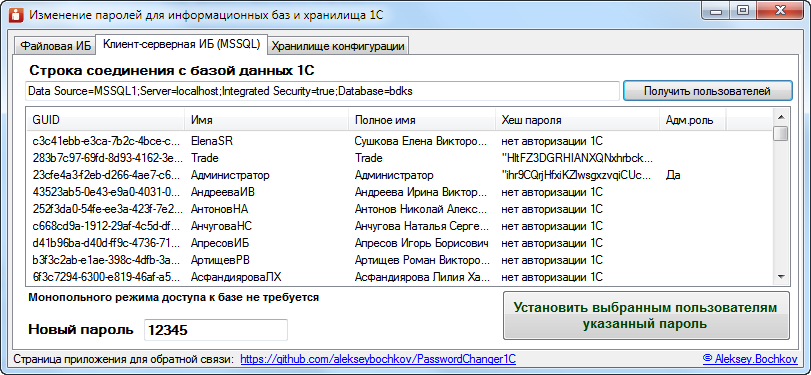 Изменение паролей для информационных баз и хранилища 1С
Файловая ИБ Клиент-серверная ИБ (MSSQL) Хранилище конфигурации
Строка соединения с базой данных 1С
Data Source=MSSQL1;Server=localhost;Integrated Security=true;Database=bdks Получить пользователей
GUID Имя Полное имя Хеш пароля Адм.роль
c3c41ebb-e3ca-7b2c-4bce-c... ElenaSR Сушкова Елена Викторо... нет авторизации 1С
283b7c97-69fd-8d93-4162-3e... Trade Trade "HltFZ3DGRHIANXQNxhrbck...
23cfe4a3-f2eb-d266-4ae7-c6... Администратор Администратор "ihr9CQrjHfxiKZlwsgxzvqiCUc... Да
43523ab5-0e43-e9a0-4031-0... АндрееваИВ Андреева Ирина Викторо... нет авторизации 1С
252f3da0-54fe-ee3a-423f-7e2... АнтоновНА Антонов Николай Алекс... нет авторизации 1С
c668cd9a-1912-29af-4c5d-df... АнчуговаНС Анчугова Наталья Серге... нет авторизации 1С
d41b96ba-d40d-ff9c-4736-71... АпресовИБ Апресов Игорь Борисович нет авторизации 1С
b3f3c2ab-e1ae-398c-4dfb-3a... АртищевРВ Артищев Роман Викторо... нет авторизации 1С
6f3c7294-6300-e819-46af-a5... АсфандияроваЛХ Асфандиярова Лилия Ха... нет авторизации 1С
Монопольного режима доступа к базе не требуется
Новый пароль 12345
Установить выбранным пользователям
указанный пароль
Страница приложения для обратной связи: https://github.com/alekseybochkov/PasswordChanger1C @ Aleksey.Bochkov